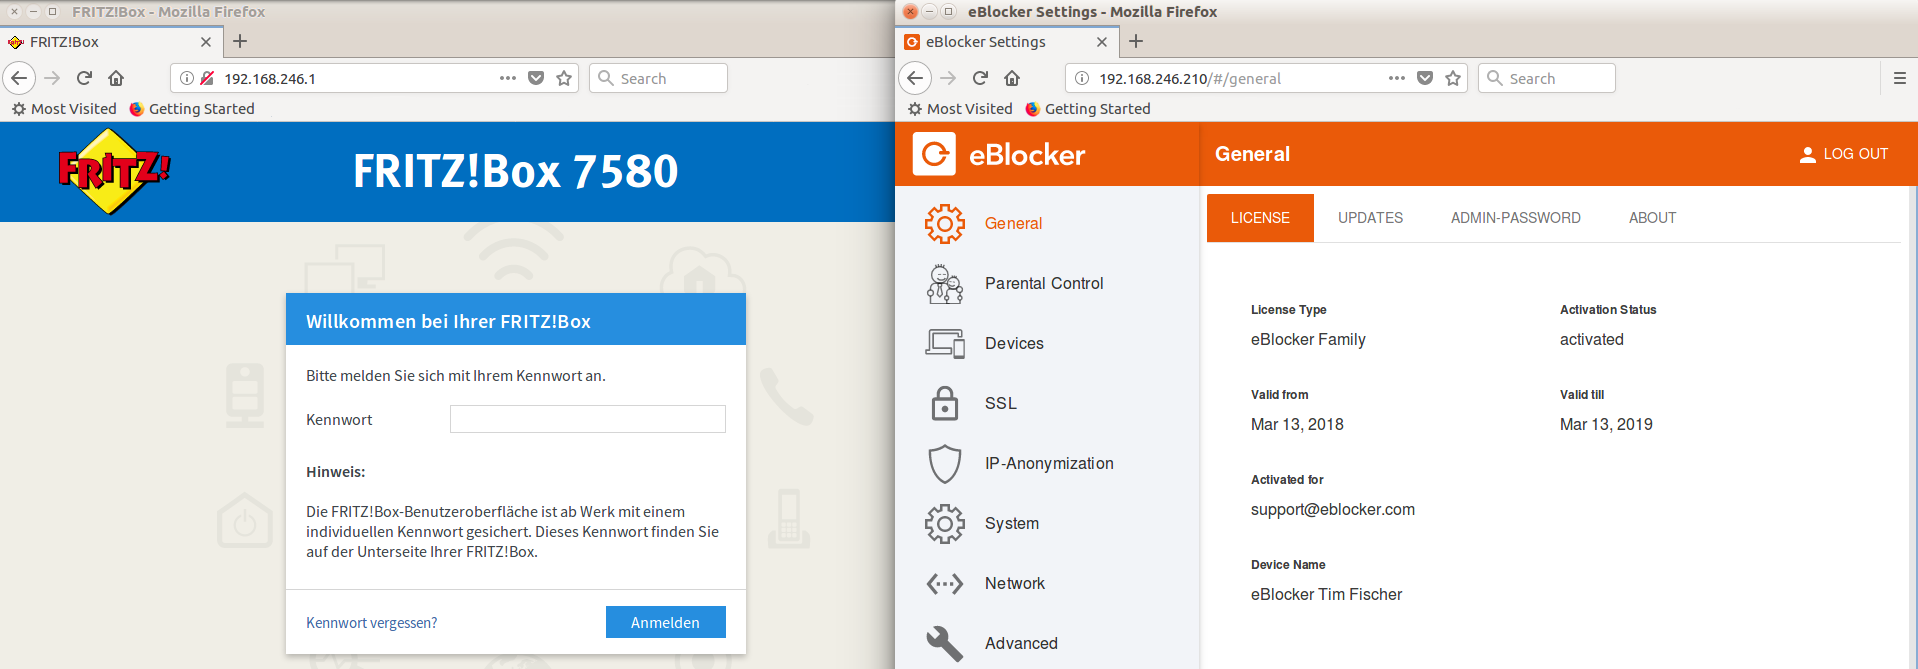 FRITZ!Box - Mozilla Firefox
FRITZ!Box
192.168.246.1
Search
Most Visited
Getting Started
FRITZ!
FRITZ!Box 7580
Willkommen bei Ihrer FRITZ!Box
Bitte melden Sie sich mit Ihrem Kennwort an.
Kennwort
Hinweis:
Die FRITZ!Box-Benutzeroberfläche ist ab Werk mit einem
individuellen Kennwort gesichert. Dieses Kennwort finden Sie
auf der Unterseite Ihrer FRITZ!Box.
Kennwort vergessen?
Anmelden
eBlocker Settings - Mozilla Firefox
eBlocker Settings
192.168.246.210/#/general
Search
Most Visited
Getting Started
eBlocker
General
LOG OUT
General
Parental Control
Devices
SSL
IP-Anonymization
System
Network
Advanced
LICENSE
UPDATES
ADMIN-PASSWORD
ABOUT
License Type
eBlocker Family
Activation Status
activated
Valid from
Mar 13, 2018
Valid till
Mar 13, 2019
Activated for
support@eblocker.com
Device Name
eBlocker Tim Fischer